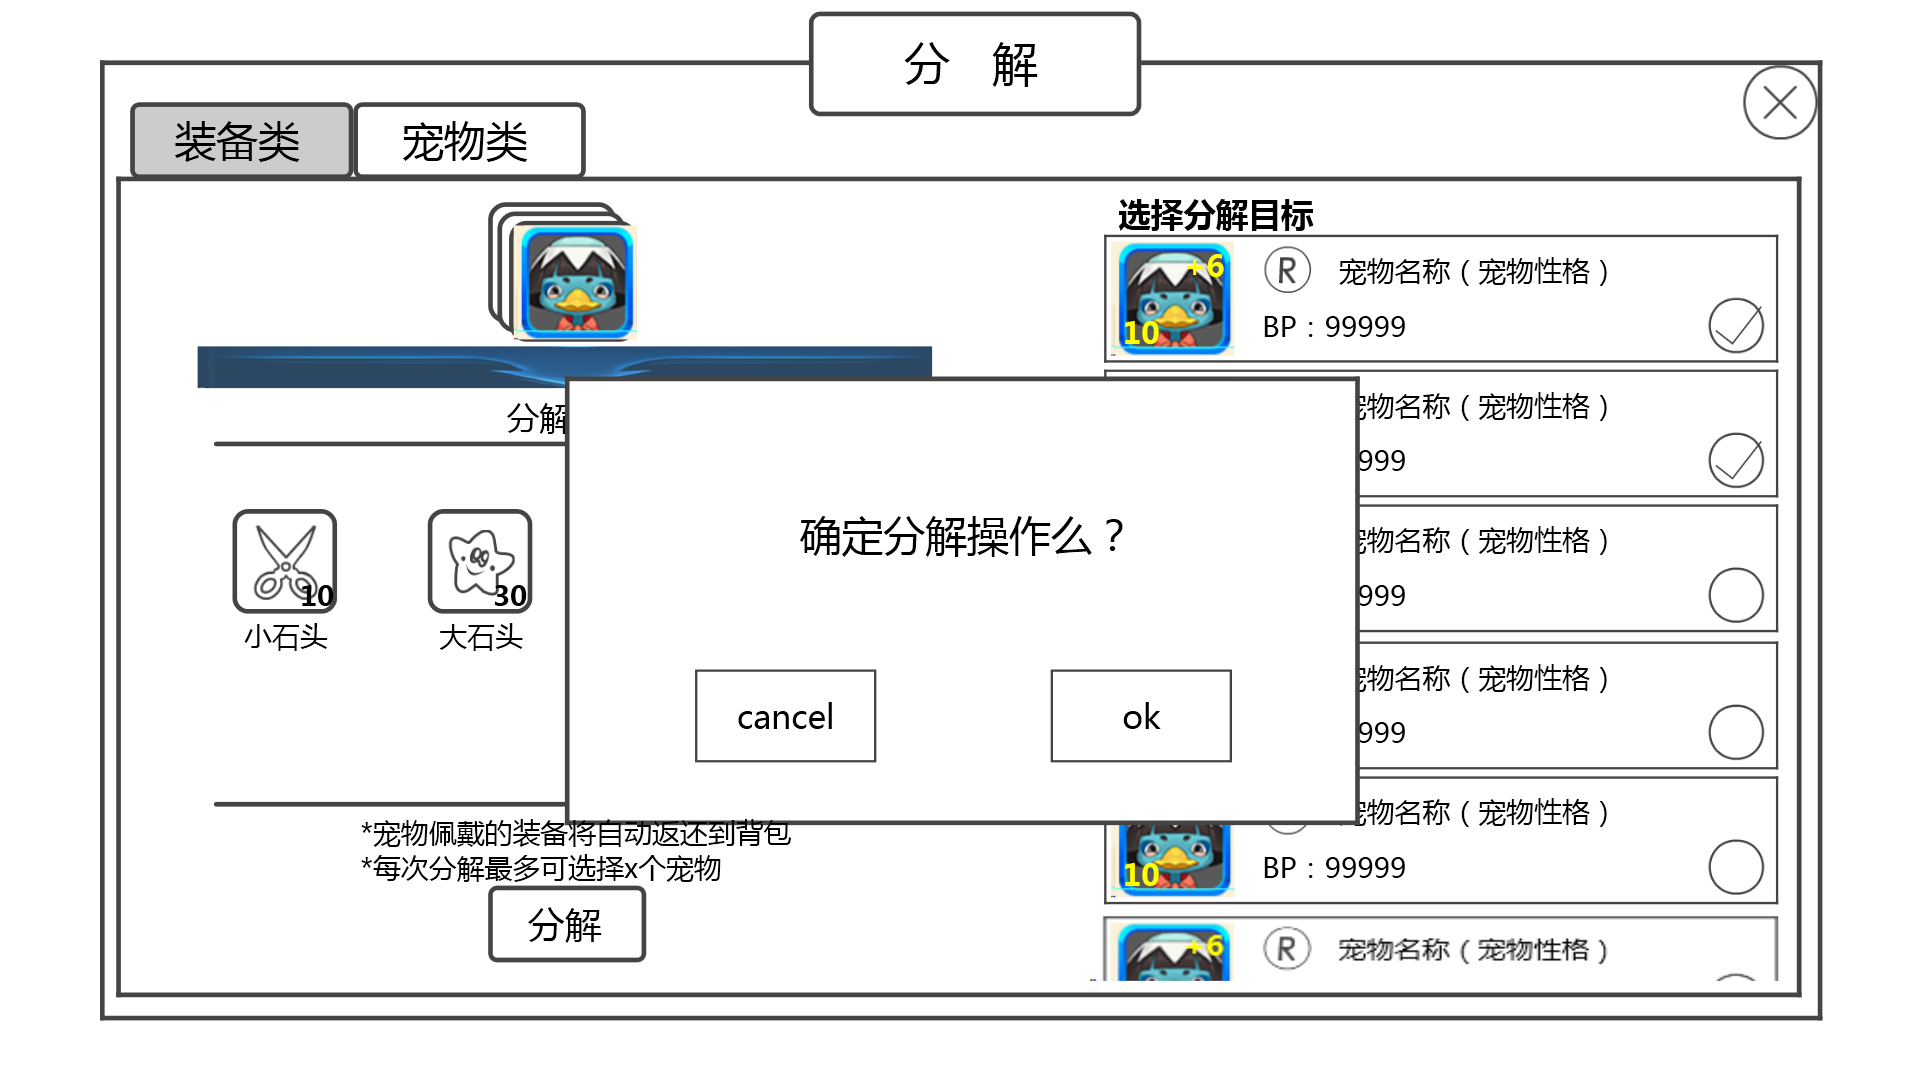 分 解
装备类
宠物类
选择分解目标
+6
10
R
宠物名称（宠物性格）
BP：99999
宠物名称（宠物性格）
999
宠物名称（宠物性格）
999
宠物名称（宠物性格）
999
宠物名称（宠物性格）
10
BP：99999
+6
R
宠物名称（宠物性格）
分解
10
小石头
30
大石头
确定分解操作么？
cancel
ok
*宠物佩戴的装备将自动返还到背包
*每次分解最多可选择x个宠物
分解